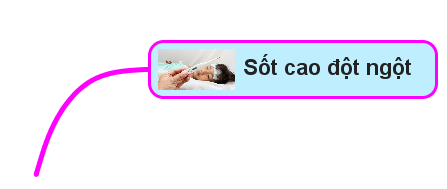 Sốt cao đột ngột